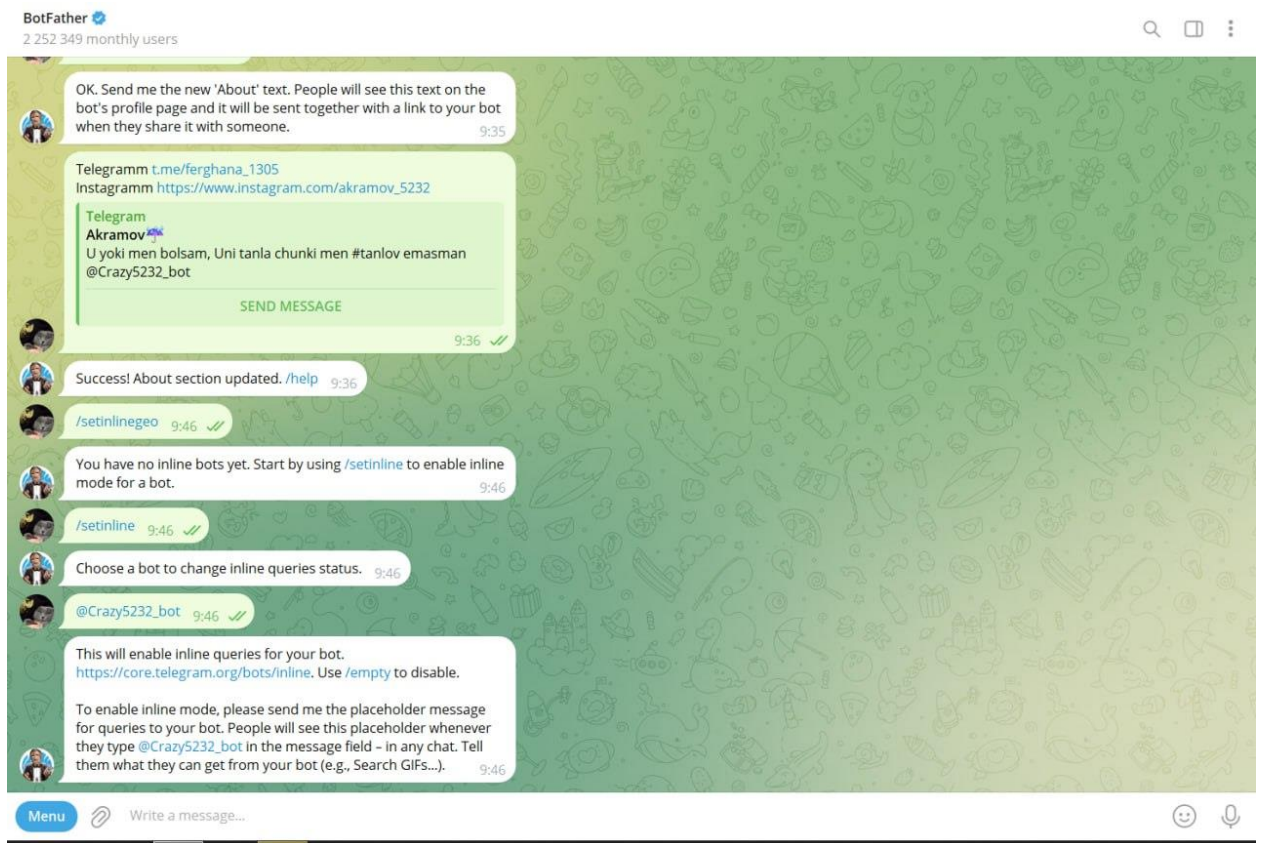 BotFather
2 252 349 monthly users
OK. Send me the new 'About' text. People will see this text on the
bot's profile page and it will be sent together with a link to your bot
when they share it with someone. 9:35
Telegramm t.me/ferghana_1305
Instagramm https://www.instagram.com/akramov_5232
Telegram
Akramov☔
U yoki men bolsam, Uni tanla chunki men #tanlov emasman
@Crazy5232_bot
SEND MESSAGE
9:36
Success! About section updated. /help 9:36
/setinlinegeo 9:46
You have no inline bots yet. Start by using /setinline to enable inline
mode for a bot. 9:46
/setinline 9:46
Choose a bot to change inline queries status. 9:46
@Crazy5232_bot 9:46
This will enable inline queries for your bot.
https://core.telegram.org/bots/inline. Use /empty to disable.
To enable inline mode, please send me the placeholder message
for queries to your bot. People will see this placeholder whenever
they type @Crazy5232_bot in the message field – in any chat. Tell
them what they can get from your bot (e.g., Search GIFs...). 9:46
Menu Write a message...